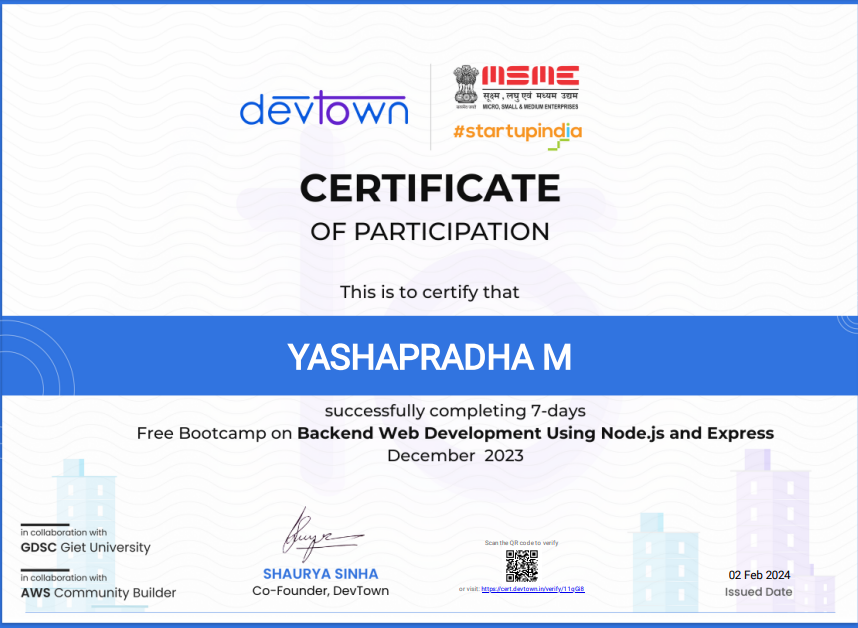 devtown
MSME
सूक्ष्म, लघु एवं मध्यम उद्यम
MICRO, SMALL & MEDIUM ENTERPRISES
#startupindia
CERTIFICATE
OF PARTICIPATION
This is to certify that
YASHAPRADHA M
successfully completing 7-days
Free Bootcamp on Backend Web Development Using Node.js and Express
December 2023
in collaboration with
GDSC Giet University
in collaboration with
AWS Community Builder
SHAURYA SINHA
Co-Founder, DevTown
Scan the QR code to verify
or visit: https://cert.devtown.in/verify/11qGi8
02 Feb 2024
Issued Date